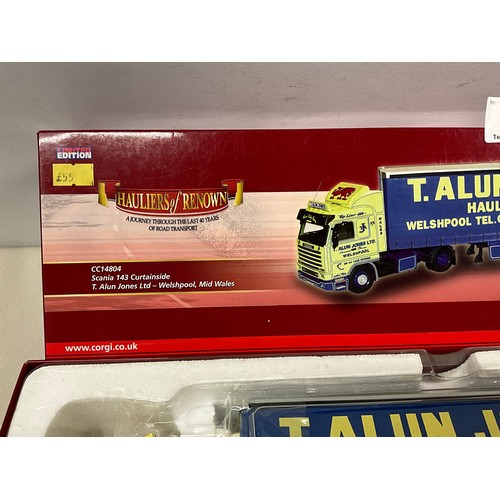 LIMITED
EDITION
£55
HAULIERS of RENOWN
A JOURNEY THROUGH THE LAST 40 YEARS
OF ROAD TRANSPORT
CC14804
Scania 143 Curtainside
T. Alun Jones Ltd – Welshpool, Mid Wales
www.corgi.co.uk
T. ALUN
HAUL
WELSHPOOL TEL
ALUN JONES LTD.
WELSHPOOL
T. ALUN J